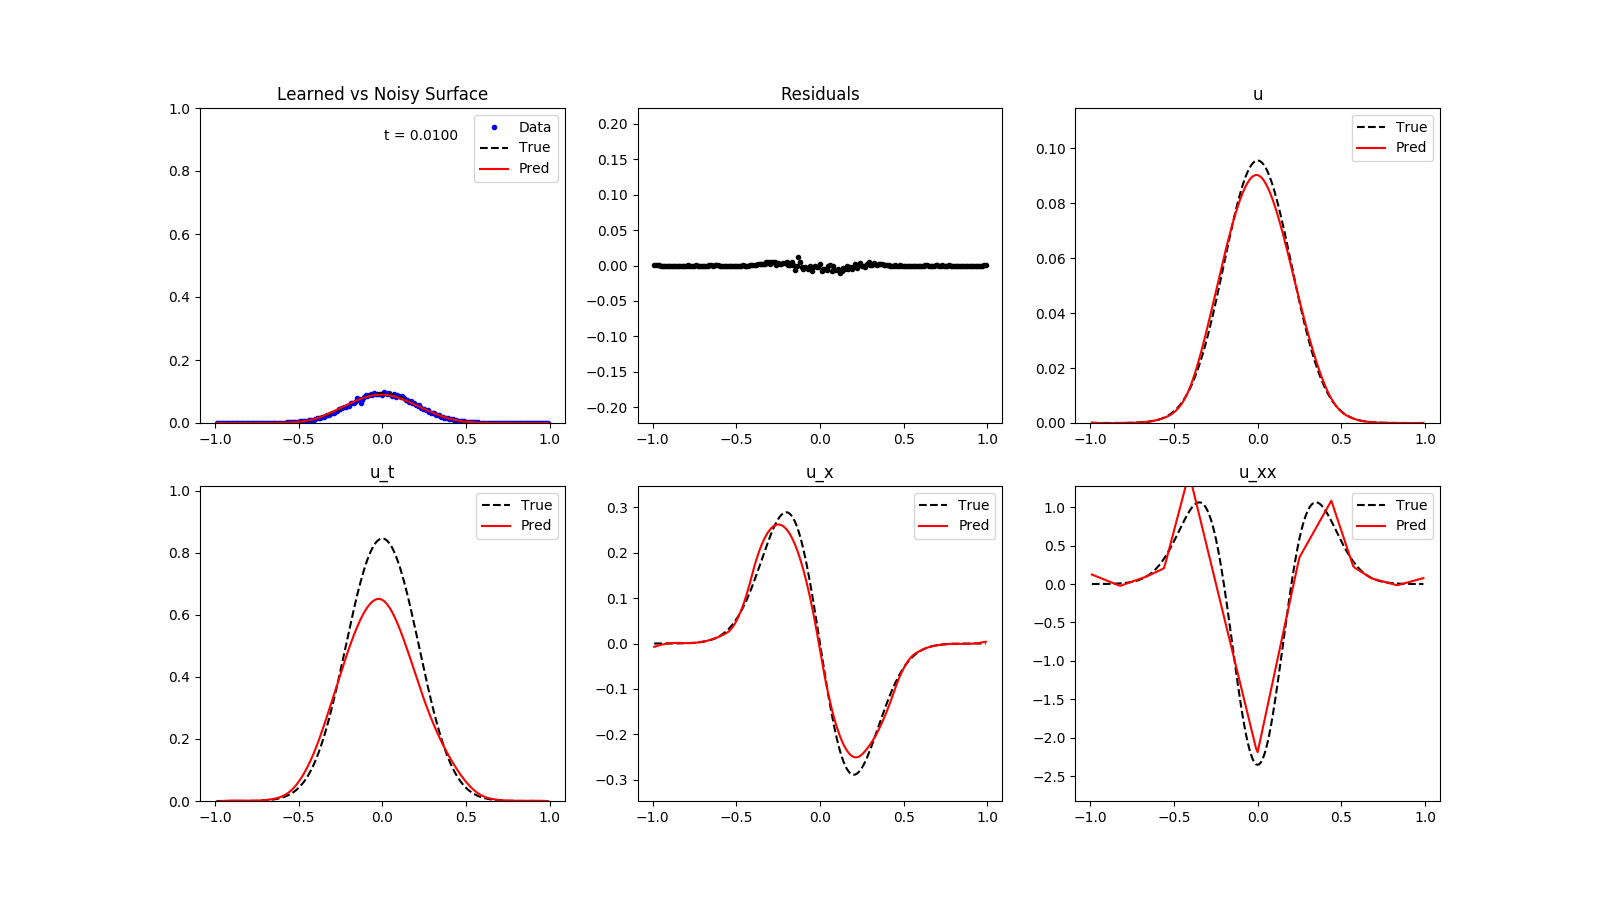 Learned vs Noisy Surface
1.0
0.8
0.6
0.4
0.2
0.0
−1.0 −0.5 0.0 0.5 1.0
t = 0.0100
Data
True
Pred
Residuals
0.20
0.15
0.10
0.05
0.00
−0.05
−0.10
−0.15
−0.20
−1.0 −0.5 0.0 0.5 1.0
u
0.10
0.08
0.06
0.04
0.02
0.00
−1.0 −0.5 0.0 0.5 1.0
True
Pred
u_t
1.0
0.8
0.6
0.4
0.2
0.0
−1.0 −0.5 0.0 0.5 1.0
True
Pred
u_x
0.3
0.2
0.1
0.0
−0.1
−0.2
−0.3
−1.0 −0.5 0.0 0.5 1.0
True
Pred
u_xx
1.0
0.5
0.0
−0.5
−1.0
−1.5
−2.0
−2.5
−1.0 −0.5 0.0 0.5 1.0
True
Pred